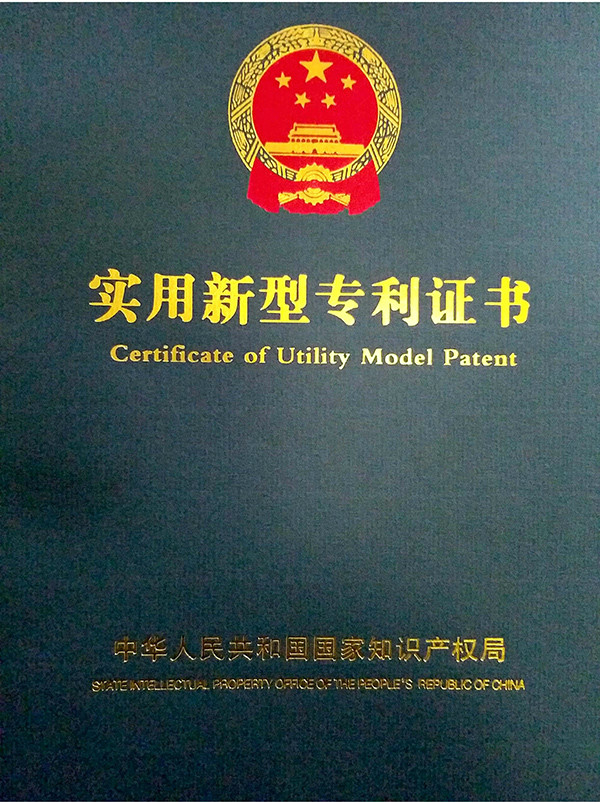 实用新型专利证书
Certificate of Utility Model Patent
中华人民共和国国家知识产权局
STATE INTELLECTUAL PROPERTY OFFICE OF THE PEOPLE'S REPUBLIC OF CHINA